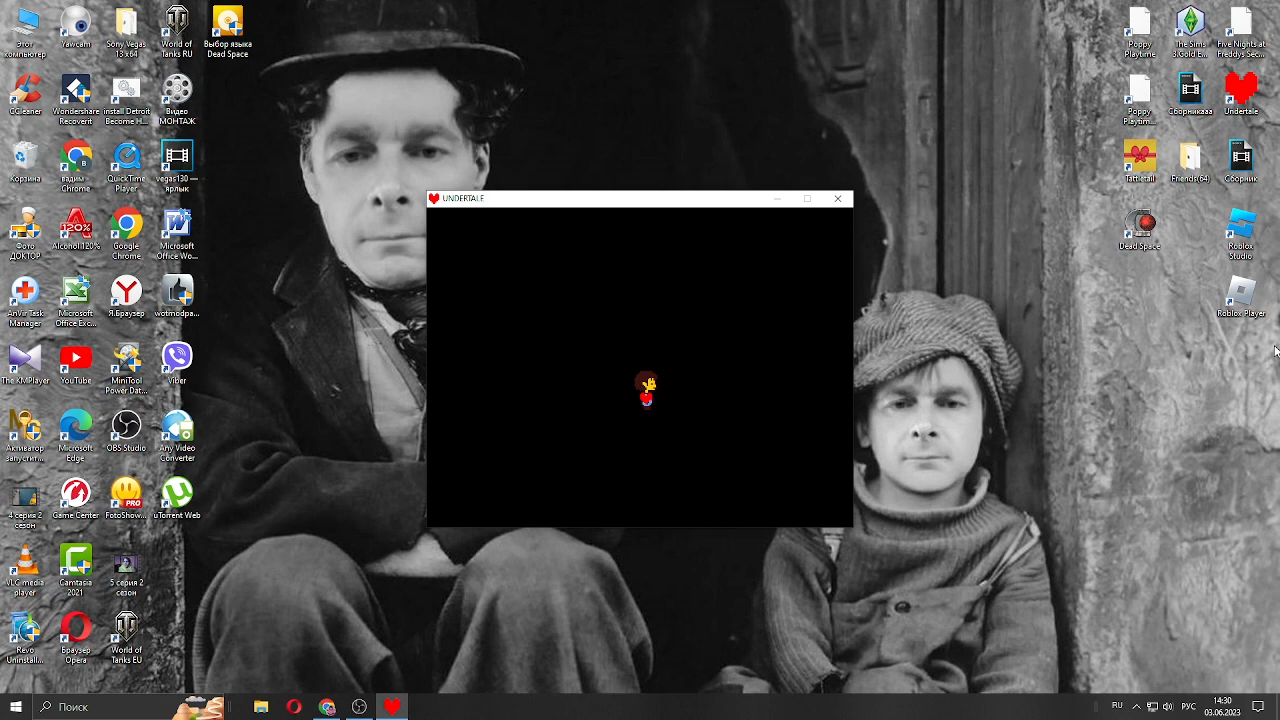 Этот
компьютер
Yawcam
Sony Vegas
13 x64
World of
Tanks RU
Выбор языка
Dead Space
CCleaner
Wondershare
Recoverit
install Detroit
Become H...
Видео
МОНТАЖ
Корзина
вадим -
Chrome
QuickTime
Player
vegas130 —
ярлык
Фото
ДОКТОР
Alcohol 120%
Google
Chrome
Microsoft
Office Wo...
AnVir Task
Manager
Microsoft
Office Exc...
Я.Браузер
wotmodpa...
The KMPlayer
YouTube
MiniTool
Power Dat...
Viber
Активатор
запустит...
Microsoft
Edge
OBS Studio
Any Video
Converter
4 серия 2
сезон
Game Center
FotoShow...
uTorrent Web
VLC media
player
Camtasia
2021
5 серия 2
сезон
Revo
Uninstall...
Браузер
Opera
World of
Tanks EU
UNDERTALE
Poppy
Playtime
The Sims
3.Gold E...
Five Nights at
Freddys Sec...
Poppy
Playtim...
Сборникааа
Undertale
Tattletail
Friends(64)
Сборник
Dead Space
Roblox
Studio
Roblox Player
Поиск
RU
РУС
14:30
03.06.2023